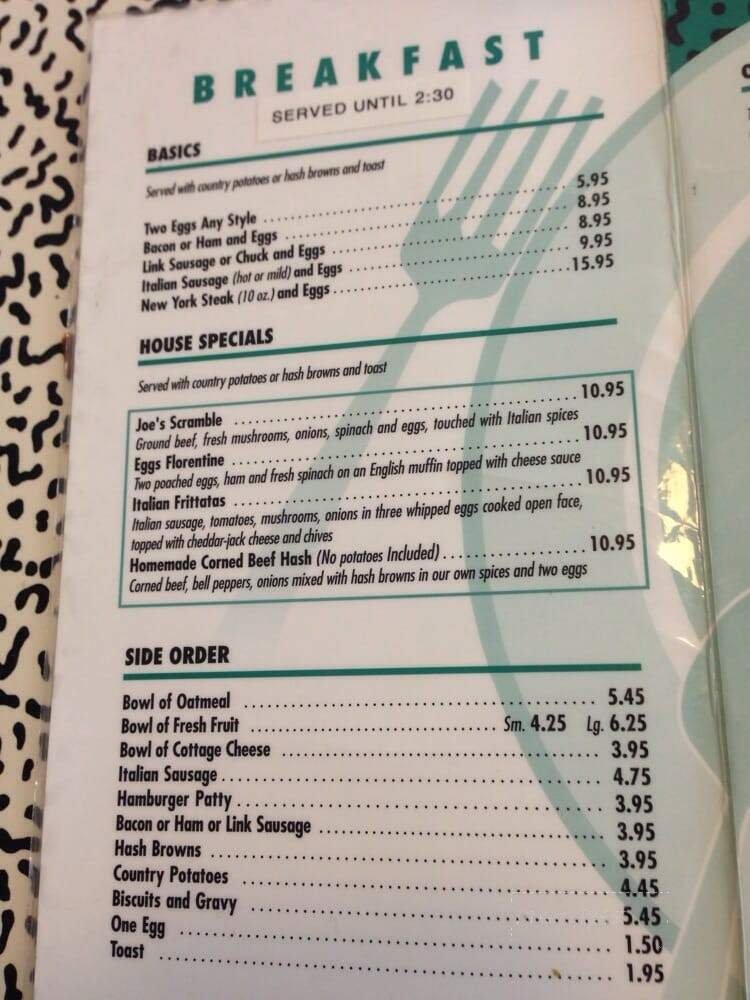 BREAKFAST
SERVED UNTIL 2:30
BASICS
Served with country potatoes or hash browns and toast
Two Eggs Any Style 5.95
Bacon or Ham and Eggs 8.95
Link Sausage or Chuck and Eggs 8.95
Italian Sausage (hot or mild) and Eggs 9.95
New York Steak (10 oz.) and Eggs 15.95
HOUSE SPECIALS
Served with country potatoes or hash browns and toast
Joe's Scramble 10.95
Ground beef, fresh mushrooms, onions, spinach and eggs, touched with Italian spices
Eggs Florentine 10.95
Two poached eggs, ham and fresh spinach on an English muffin topped with cheese sauce
Italian Frittatas 10.95
Italian sausage, tomatoes, mushrooms, onions in three whipped eggs cooked open face,
topped with cheddar-jack cheese and chives
Homemade Corned Beef Hash (No potatoes Included) 10.95
Corned beef, bell peppers, onions mixed with hash browns in our own spices and two eggs
SIDE ORDER
Bowl of Oatmeal 5.45
Bowl of Fresh Fruit Sm. 4.25 Lg. 6.25
Bowl of Cottage Cheese 3.95
Italian Sausage 4.75
Hamburger Patty 3.95
Bacon or Ham or Link Sausage 3.95
Hash Browns 3.95
Country Potatoes 4.45
Biscuits and Gravy 5.45
One Egg 1.50
Toast 1.95